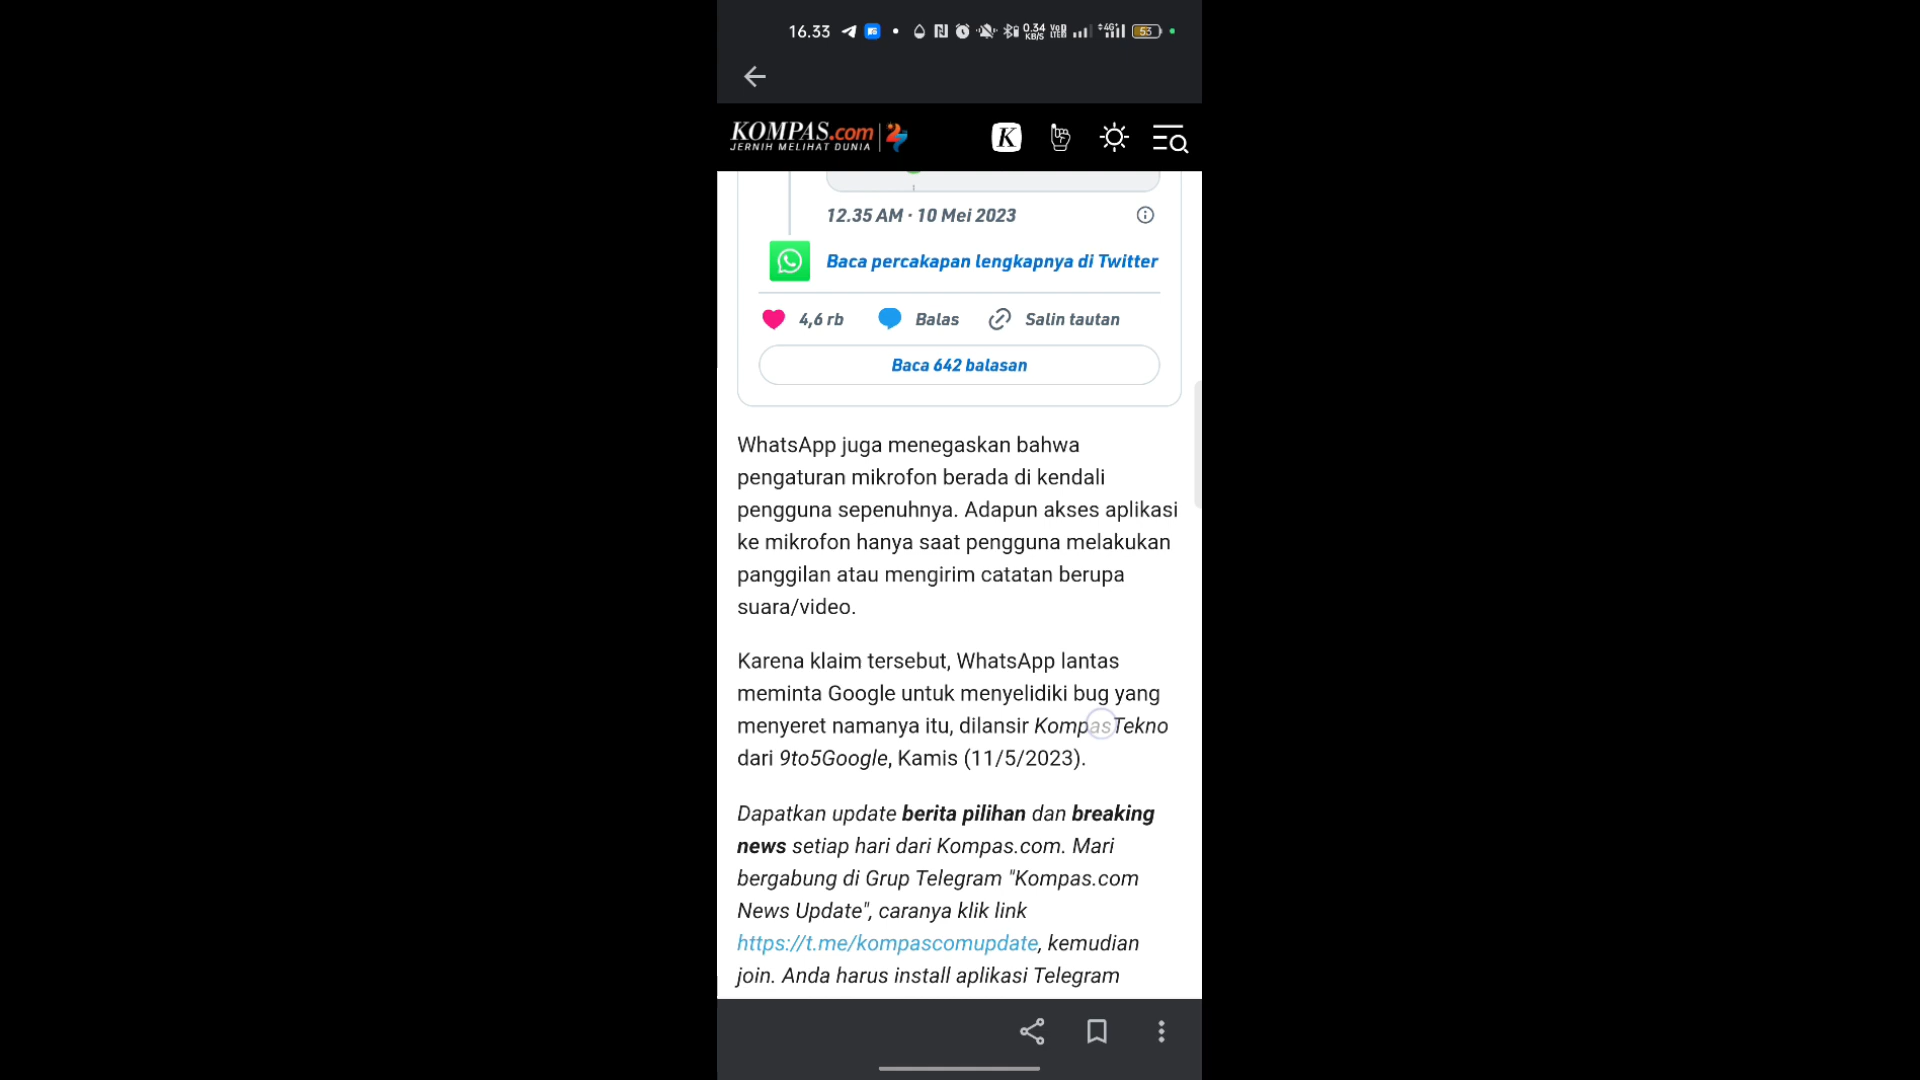 16.33
0.34
KB/S
4G+
53
KOMPAS.com
JERNIH MELIHAT DUNIA
K
12.35 AM · 10 Mei 2023
Baca percakapan lengkapnya di Twitter
4,6 rb
Balas
Salin tautan
Baca 642 balasan
WhatsApp juga menegaskan bahwa
pengaturan mikrofon berada di kendali
pengguna sepenuhnya. Adapun akses aplikasi
ke mikrofon hanya saat pengguna melakukan
panggilan atau mengirim catatan berupa
suara/video.
Karena klaim tersebut, WhatsApp lantas
meminta Google untuk menyelidiki bug yang
menyeret namanya itu, dilansir KompasTekno
dari 9to5Google, Kamis (11/5/2023).
Dapatkan update berita pilihan dan breaking
news setiap hari dari Kompas.com. Mari
bergabung di Grup Telegram "Kompas.com
News Update", caranya klik link
https://t.me/kompascomupdate, kemudian
join. Anda harus install aplikasi Telegram